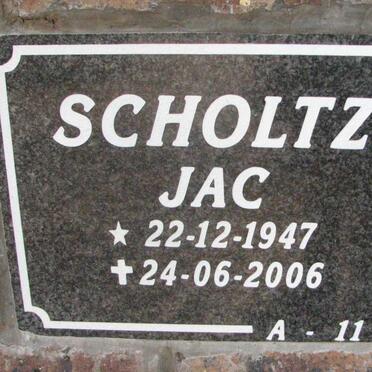 SCHOLTZ
JAC
★ 22-12-1947
✝ 24-06-2006
A - 11